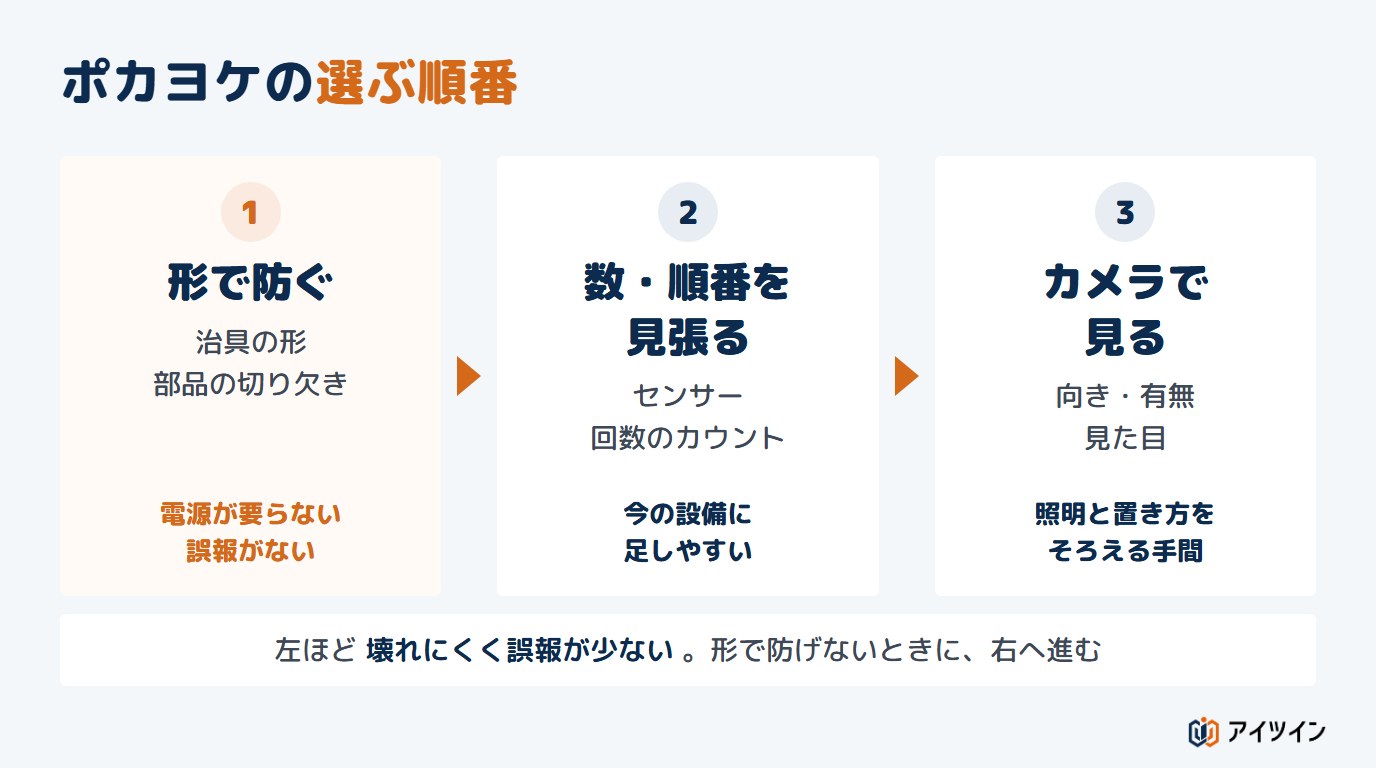 ポカヨケの選ぶ順番
1
形で防ぐ
治具の形
部品の切り欠き
電源が要らない
誤報がない
2
数・順番を
見張る
センサー
回数のカウント
今の設備に
足しやすい
3
カメラで
見る
向き・有無
見た目
照明と置き方を
そろえる手間
左ほど 壊れにくく誤報が少ない 。形で防げないときに、右へ進む
アイツイン